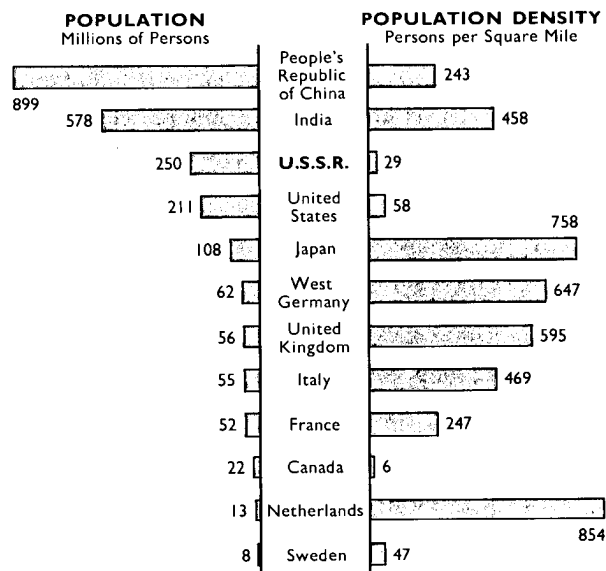 POPULATION
Millions of Persons
POPULATION DENSITY
Persons per Square Mile
899
People's
Republic
of China
243
578
India
458
250
U.S.S.R.
29
211
United
States
58
108
Japan
758
62
West
Germany
647
56
United
Kingdom
595
55
Italy
469
52
France
247
22
Canada
6
13
Netherlands
854
8
Sweden
47